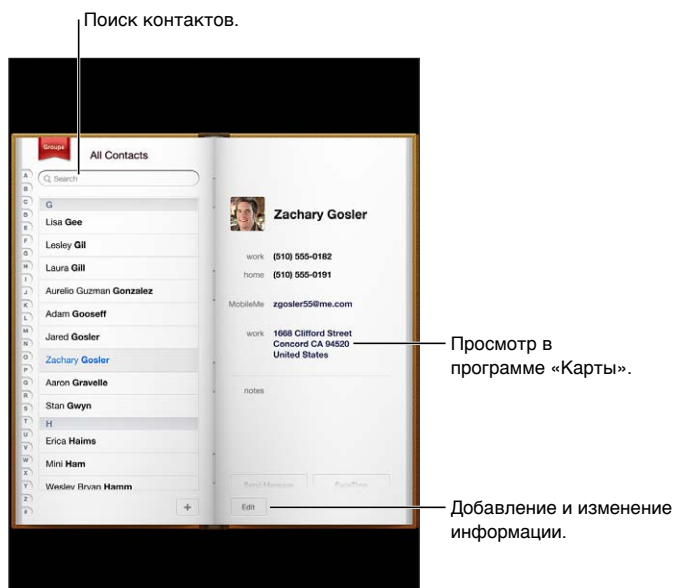 Поиск контактов.
Groups
All Contacts
Search
A
B
C
D
E
F
G
H
I
J
K
L
M
N
O
P
Q
R
S
T
U
V
W
X
Y
Z
#
G
Lisa Gee
Lesley Gil
Laura Gill
Aurelio Guzman Gonzalez
Adam Gooseff
Jared Gosler
Zachary Gosler
Aaron Gravelle
Stan Gwyn
H
Erica Haims
Mini Ham
Wesley Bryan Hamm
+
Zachary Gosler
work (510) 555-0182
home (510) 555-0191
MobileMe zgosler55@me.com
work 1668 Clifford Street
Concord CA 94520
United States
notes
Send Message FaceTime
Edit
Просмотр в
программе «Карты».
Добавление и изменение
информации.